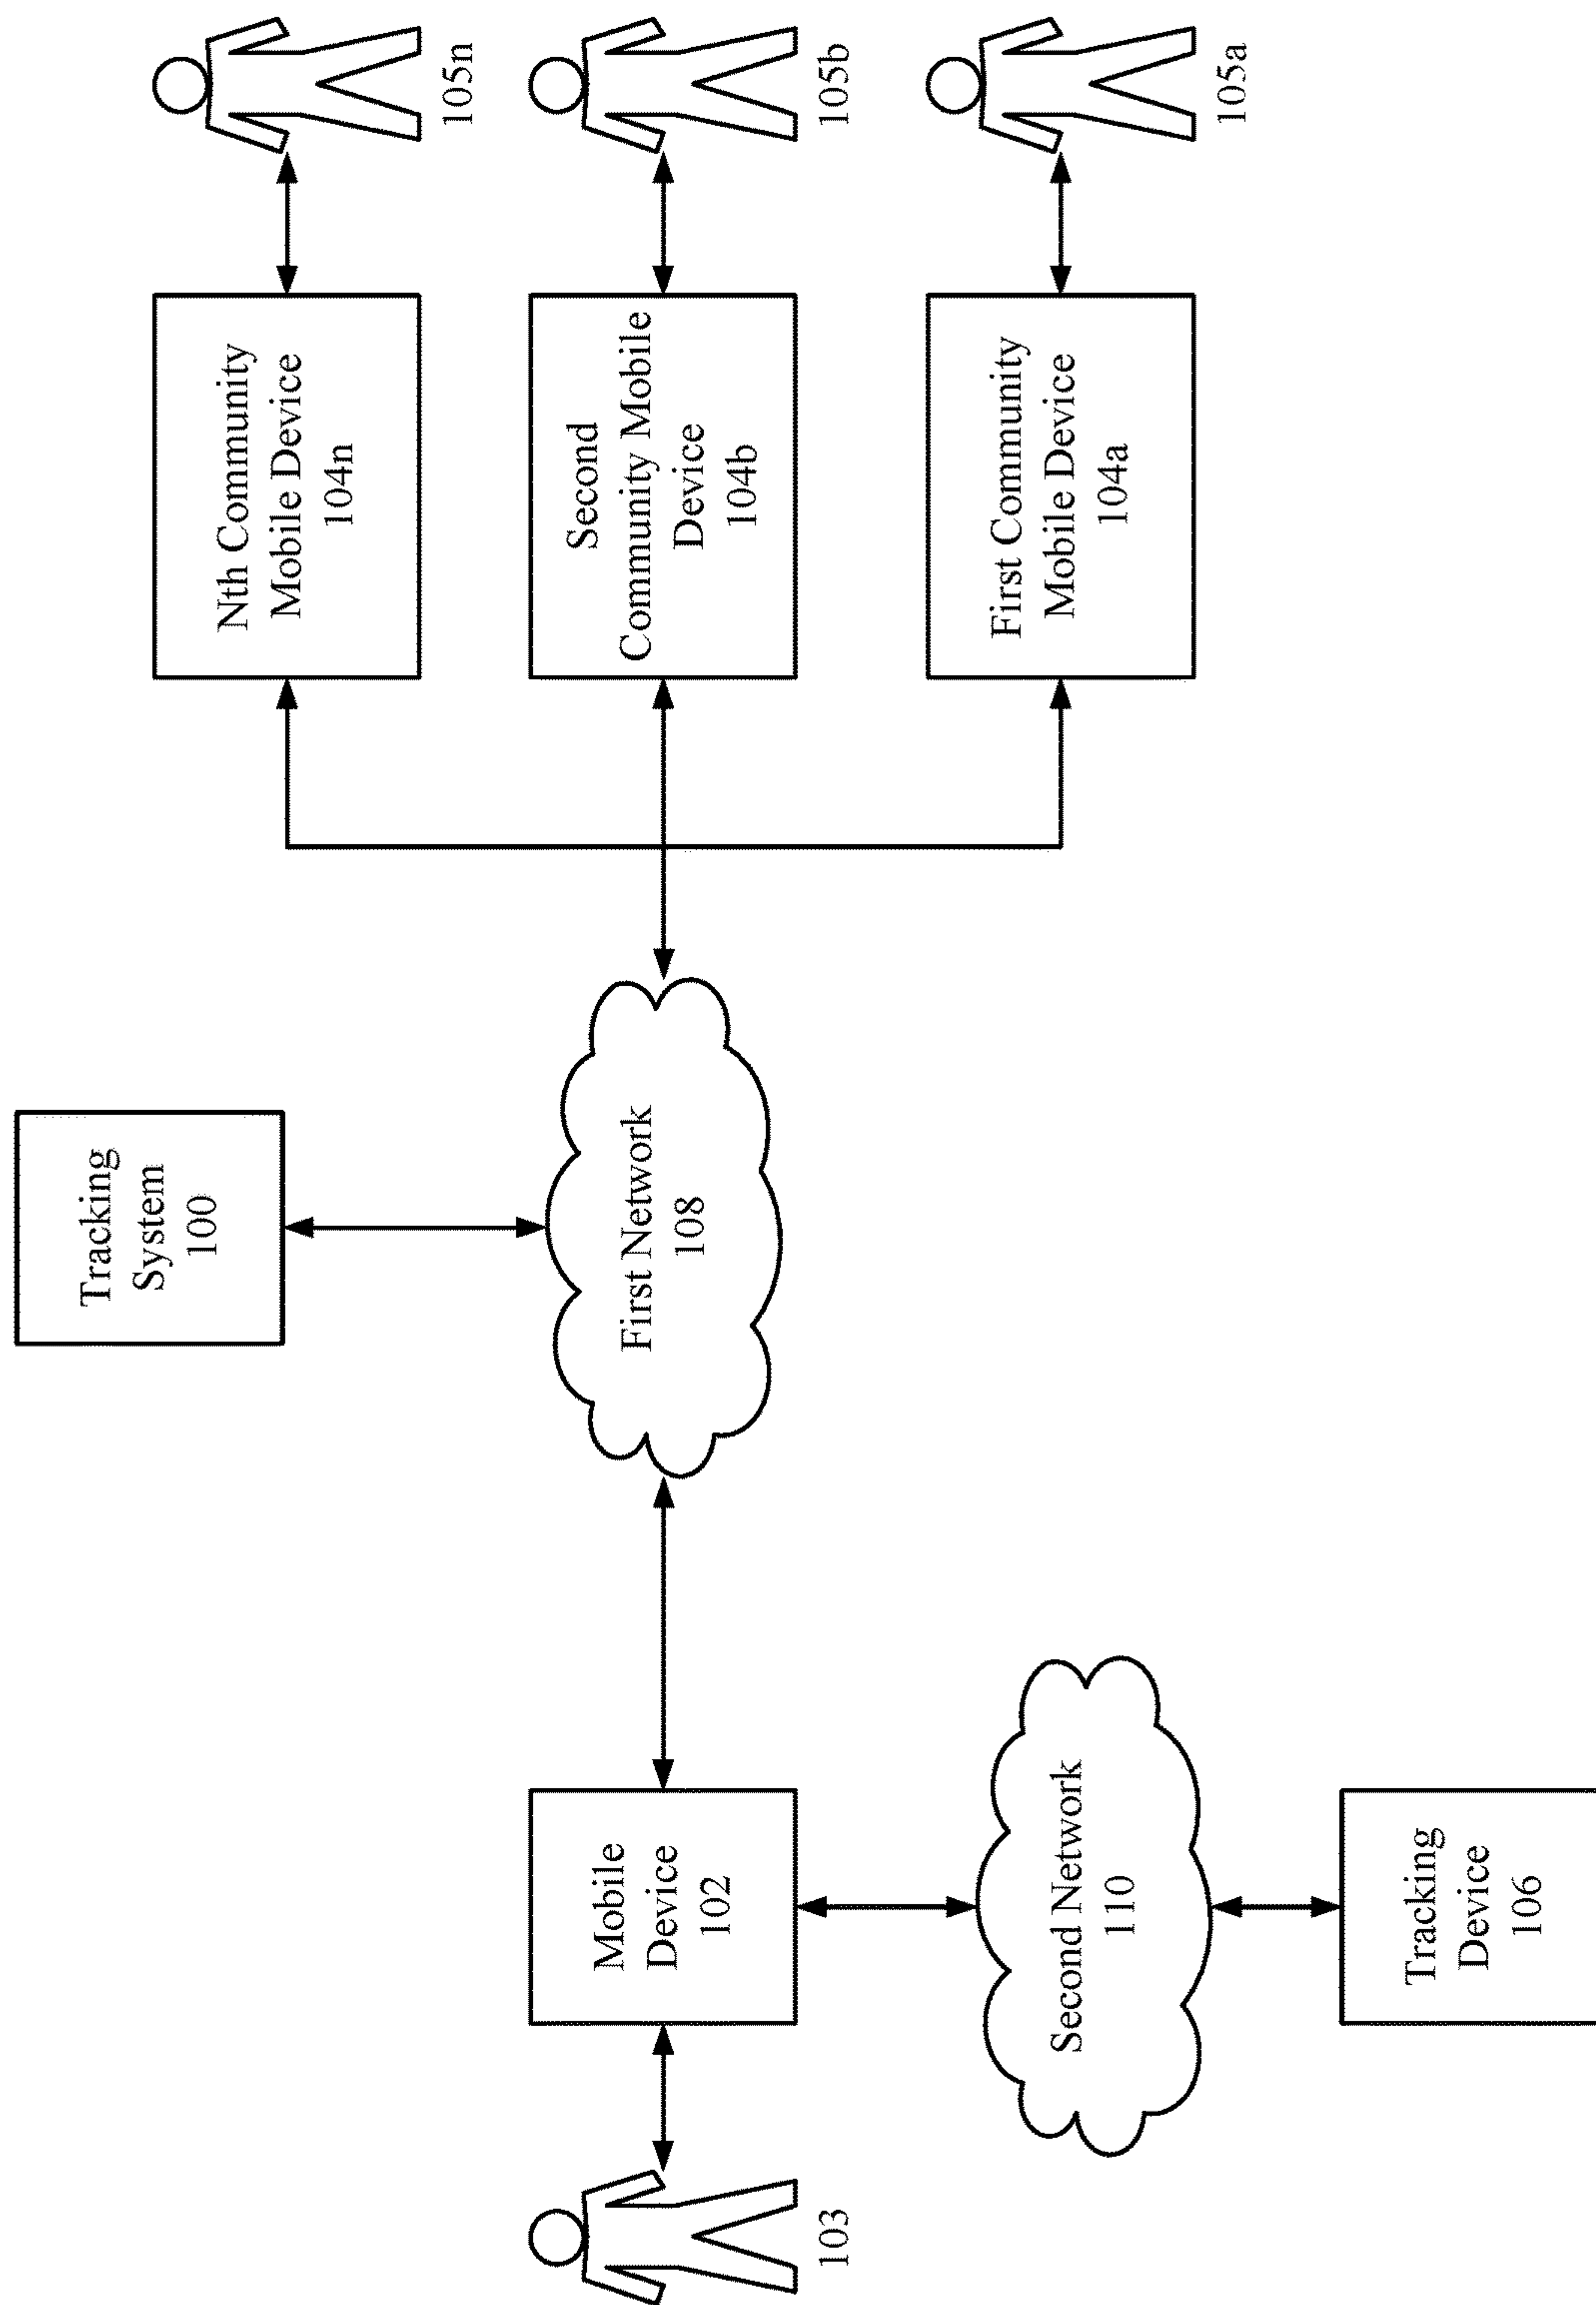 Tracking
System
100
Nth Community
Mobile Device
104n
105n
103
Mobile
Device
102
First Network
108
Second
Community Mobile
Device
104b
105b
Second Network
110
First Community
Mobile Device
104a
105a
Tracking
Device
106